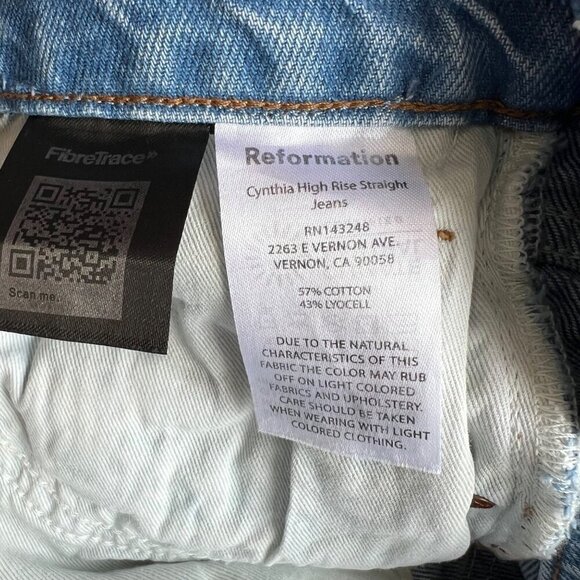 FibreTrace
Scan me
Reformation
Cynthia High Rise Straight
Jeans
RN143248
2263 E VERNON AVE.
VERNON, CA 90058
57% COTTON
43% LYOCELL
DUE TO THE NATURAL
CHARACTERISTICS OF THIS
FABRIC THE COLOR MAY RUB
OFF ON LIGHT COLORED
FABRICS AND UPHOLSTERY.
CARE SHOULD BE TAKEN
WHEN WEARING WITH LIGHT
COLORED CLOTHING.